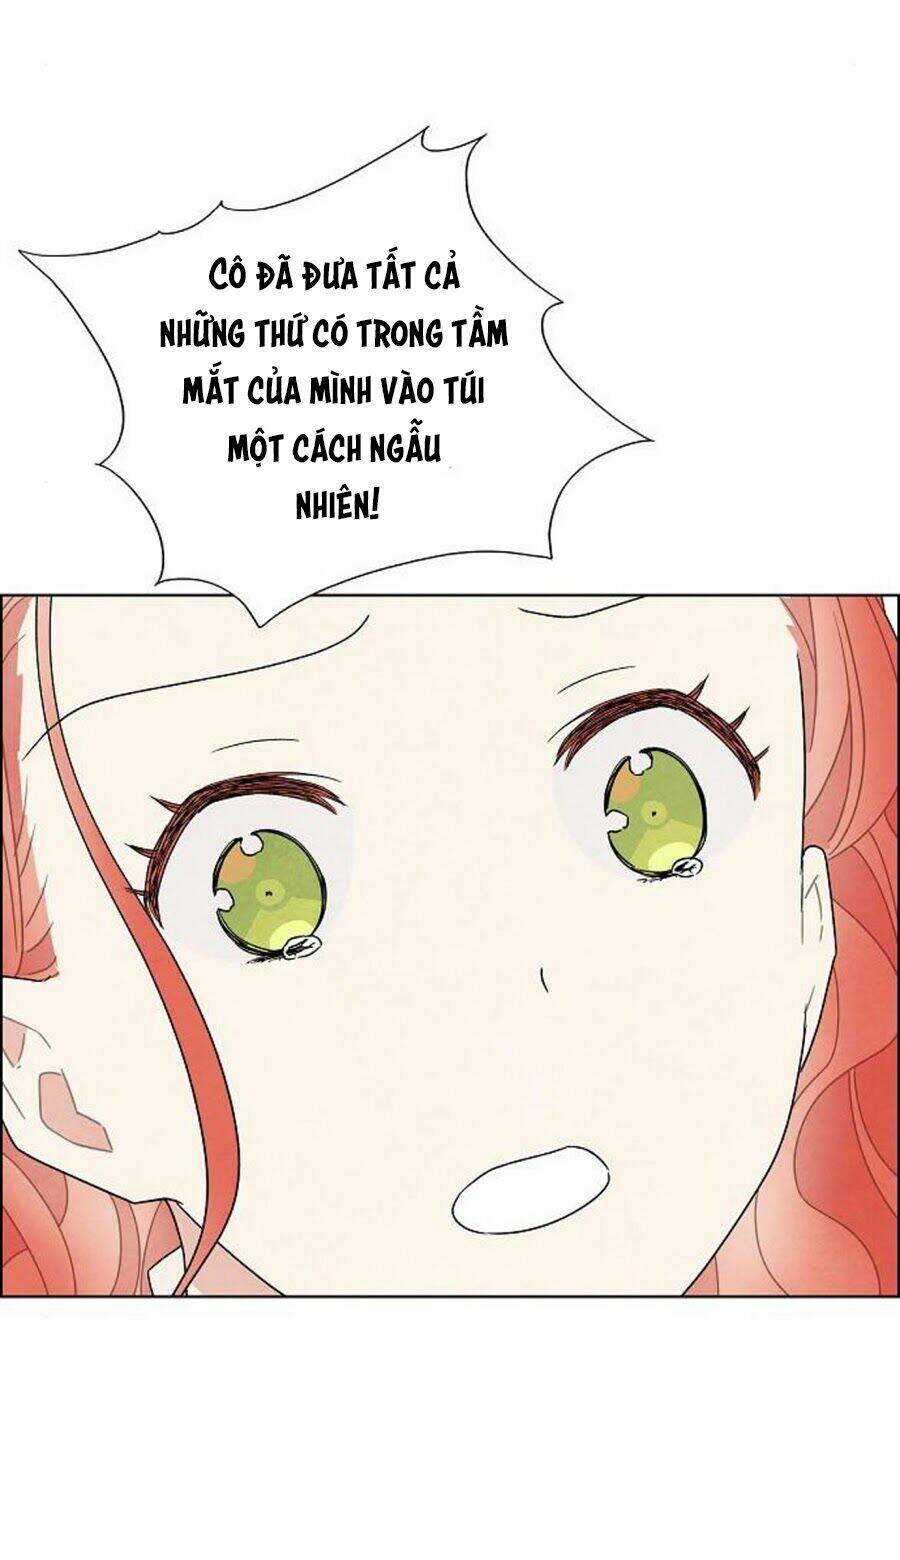 CÔ ĐÃ ĐƯA TẤT CẢ
NHỮNG THỨ CÓ TRONG TẦM
MẮT CỦA MÌNH VÀO TÚI
MỘT CÁCH NGẪU
NHIÊN!